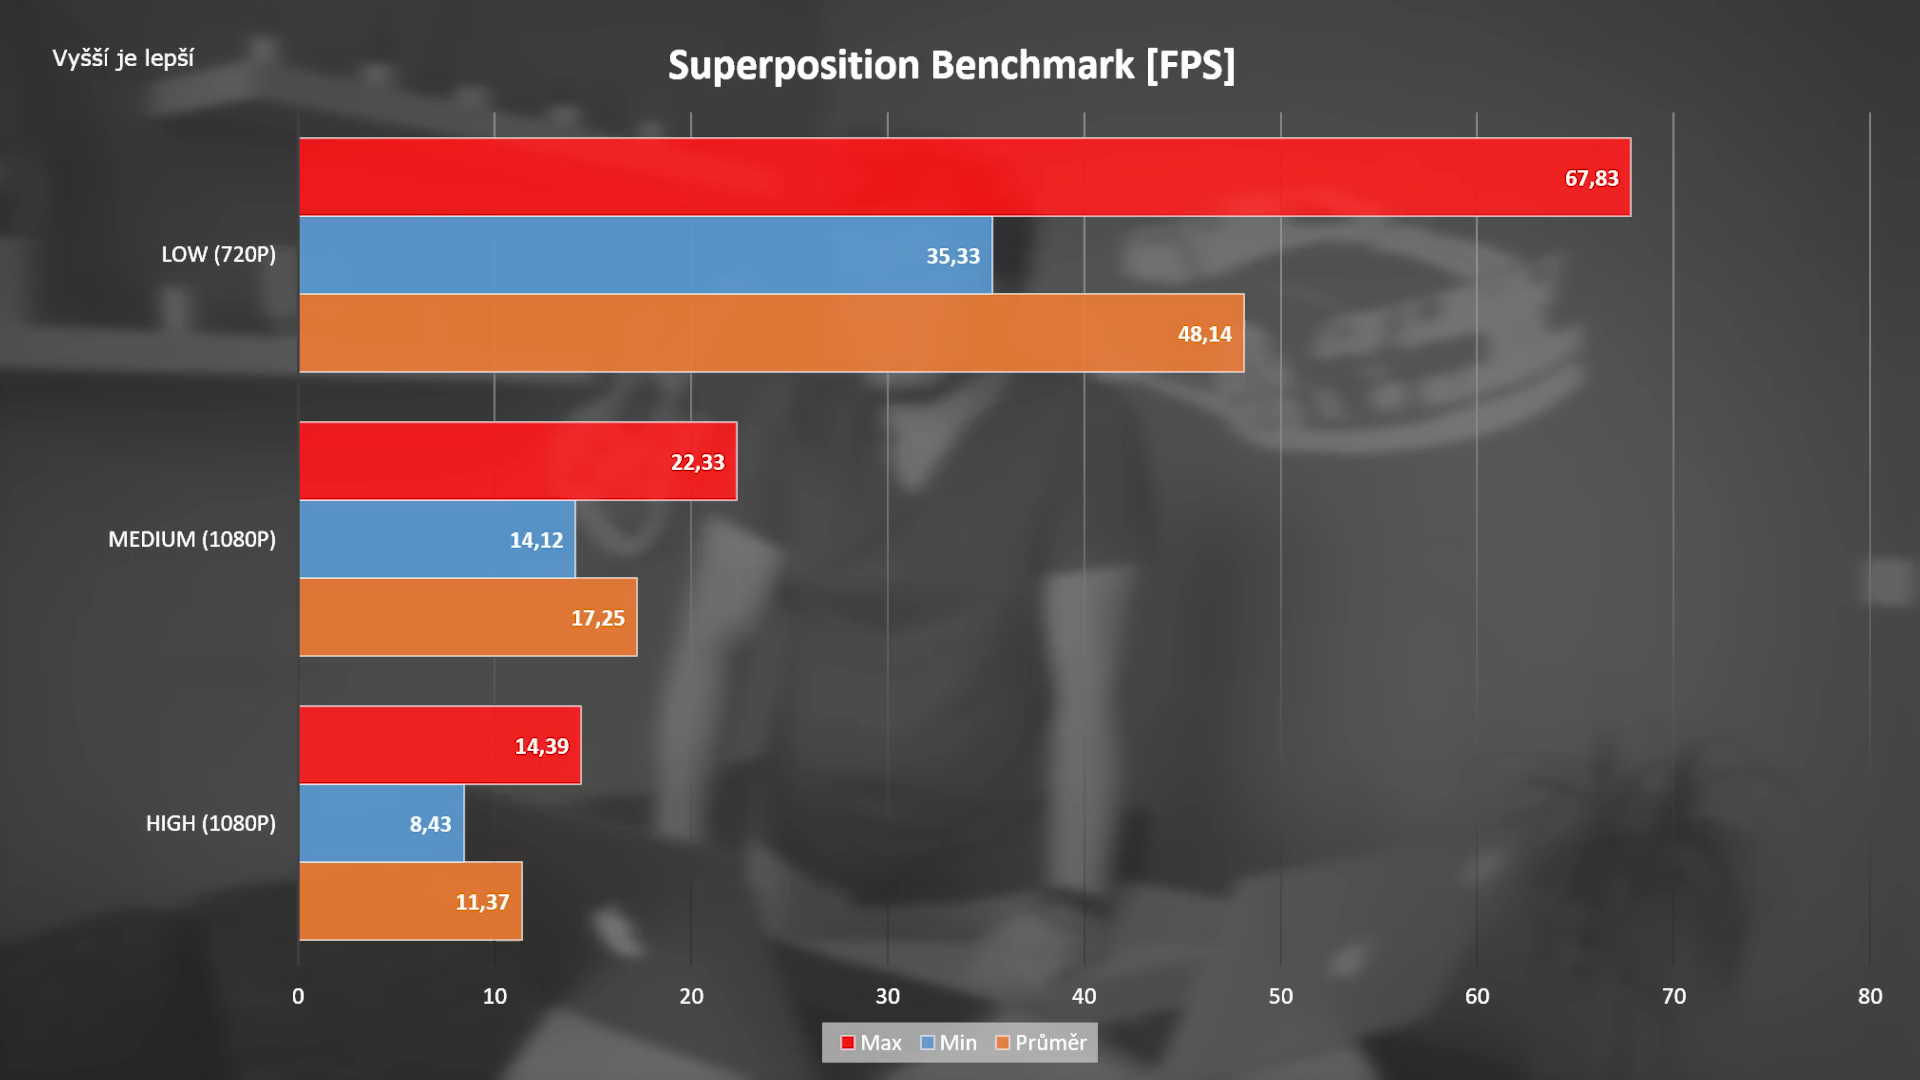 Vyšší je lepší
Superposition Benchmark [FPS]
67,83
LOW (720P)
35,33
48,14
22,33
MEDIUM (1080P)
14,12
17,25
14,39
HIGH (1080P)
8,43
11,37
0 10 20 30 40 50 60 70 80
Max Min Průměr